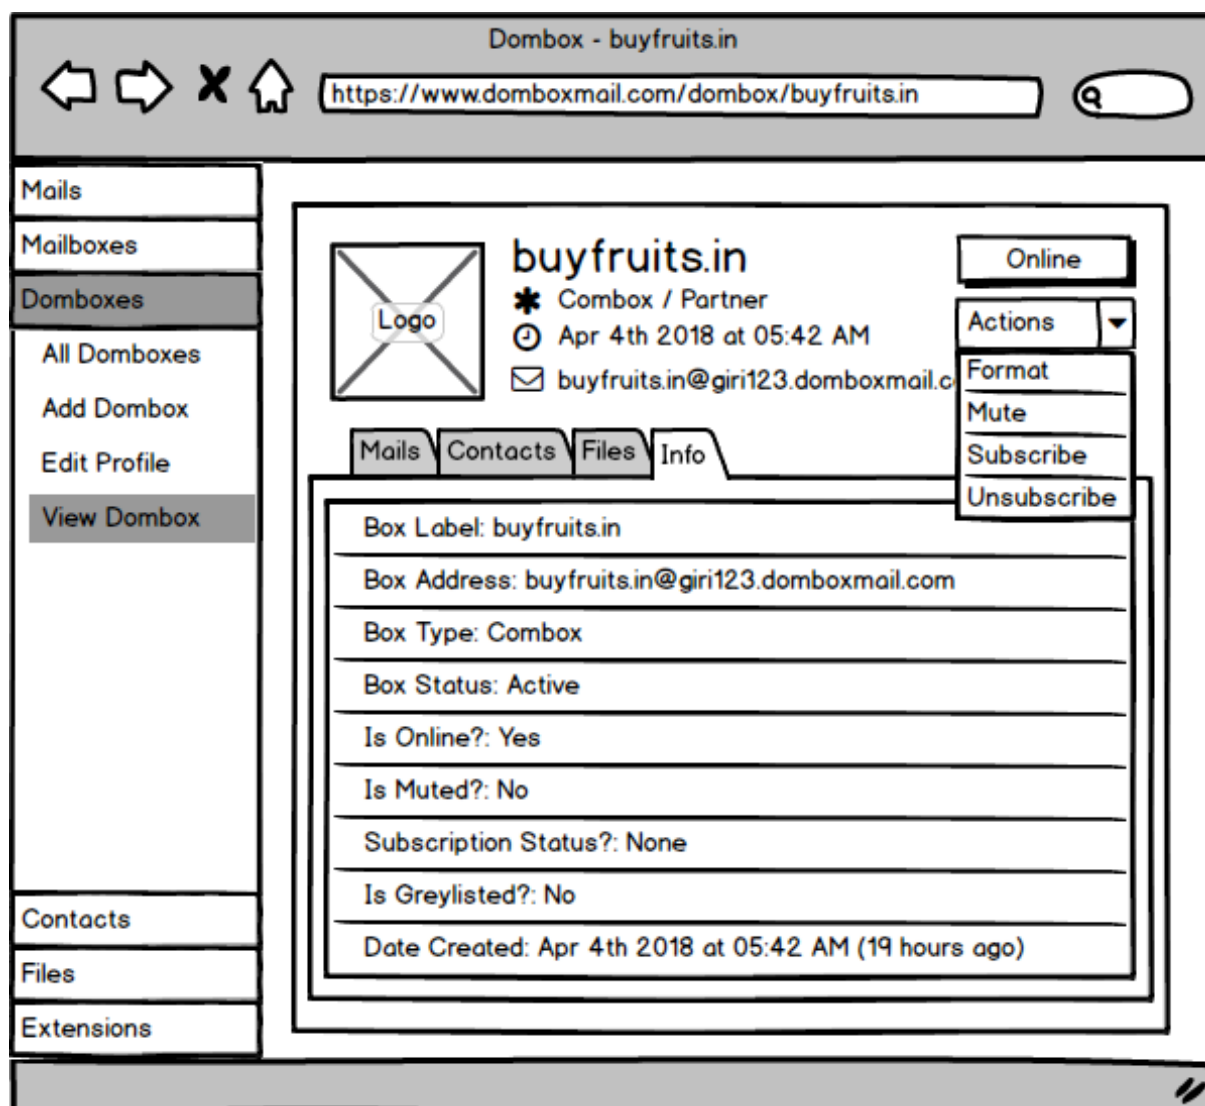 Dombox - buyfruits.in
https://www.domboxmail.com/dombox/buyfruits.in
Mails
Mailboxes
Domboxes
All Domboxes
Add Dombox
Edit Profile
View Dombox
Contacts
Files
Extensions
Logo
buyfruits.in
Combox / Partner
Apr 4th 2018 at 05:42 AM
buyfruits.in@giri123.domboxmail.c
Online
Actions
Format
Mute
Subscribe
Unsubscribe
Mails Contacts Files Info
Box Label: buyfruits.in
Box Address: buyfruits.in@giri123.domboxmail.com
Box Type: Combox
Box Status: Active
Is Online?: Yes
Is Muted?: No
Subscription Status?: None
Is Greylisted?: No
Date Created: Apr 4th 2018 at 05:42 AM (19 hours ago)